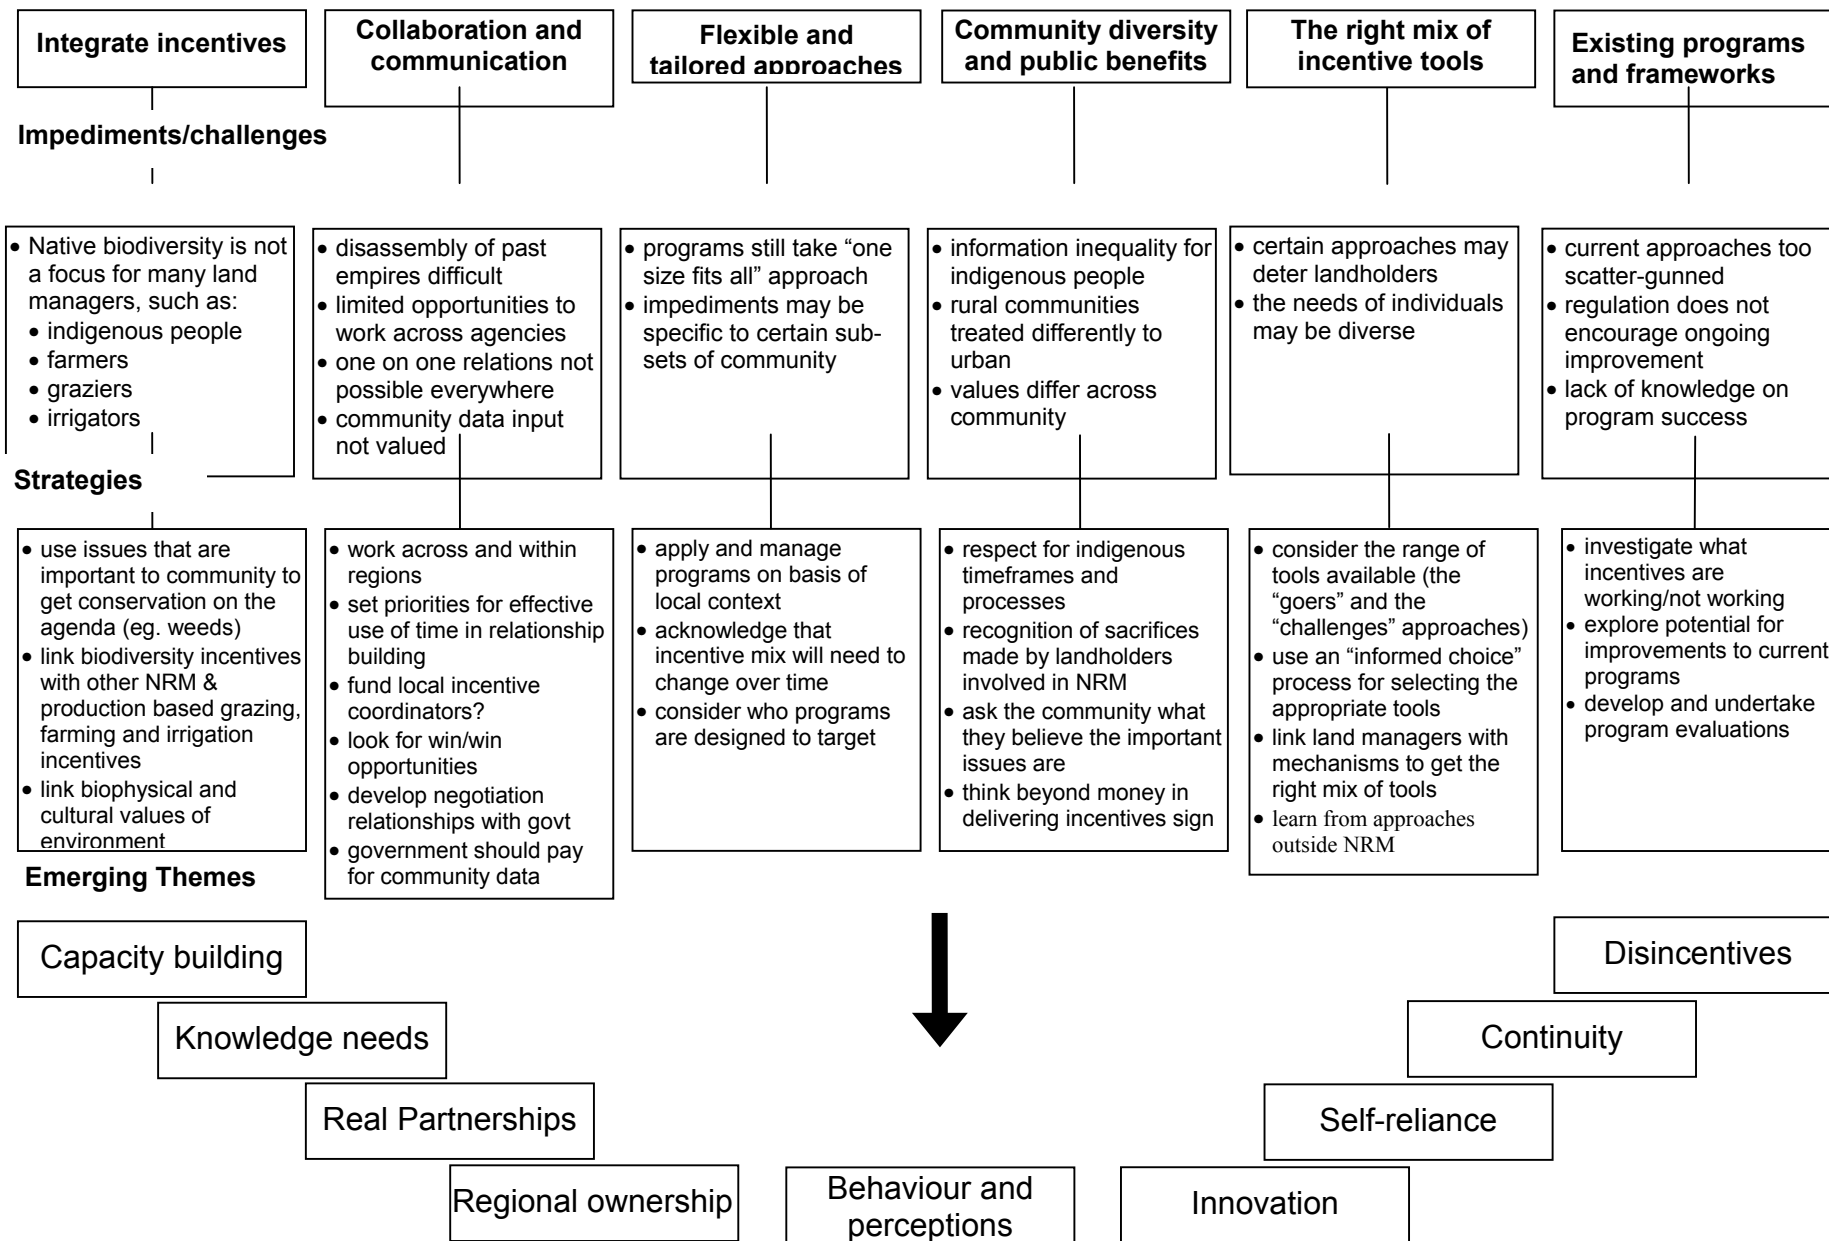 Integrate incentives
Collaboration and
communication
Flexible and
tailored approaches
Community diversity
and public benefits
The right mix of
incentive tools
Existing programs
and frameworks
Impediments/challenges
• Native biodiversity is not
a focus for many land
managers, such as:
• indigenous people
• farmers
• graziers
• irrigators
• disassembly of past
empires difficult
• limited opportunities to
work across agencies
• one on one relations not
possible everywhere
• community data input
not valued
• programs still take “one
size fits all” approach
• impediments may be
specific to certain sub-
sets of community
• information inequality for
indigenous people
• rural communities
treated differently to
urban
• values differ across
community
• certain approaches may
deter landholders
• the needs of individuals
may be diverse
• current approaches too
scatter-gunned
• regulation does not
encourage ongoing
improvement
• lack of knowledge on
program success
Strategies
• use issues that are
important to community to
get conservation on the
agenda (eg. weeds)
• link biodiversity incentives
with other NRM &
production based grazing,
farming and irrigation
incentives
• link biophysical and
cultural values of
environment
• work across and within
regions
• set priorities for effective
use of time in relationship
building
• fund local incentive
coordinators?
• look for win/win
opportunities
• develop negotiation
relationships with govt
• government should pay
for community data
• apply and manage
programs on basis of
local context
• acknowledge that
incentive mix will need to
change over time
• consider who programs
are designed to target
• respect for indigenous
timeframes and
processes
• recognition of sacrifices
made by landholders
involved in NRM
• ask the community what
they believe the important
issues are
• think beyond money in
delivering incentives sign
• consider the range of
tools available (the
“goers” and the
“challenges” approaches)
• use an “informed choice”
process for selecting the
appropriate tools
• link land managers with
mechanisms to get the
right mix of tools
• learn from approaches
outside NRM
• investigate what
incentives are
working/not working
• explore potential for
improvements to current
programs
• develop and undertake
program evaluations
Emerging Themes
Capacity building
Knowledge needs
Real Partnerships
Regional ownership
Behaviour and
perceptions
Innovation
Self-reliance
Continuity
Disincentives